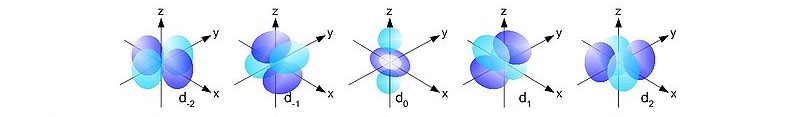 z y x d-2
z y x d-1
z y x d0
z y x d1
z y x d2